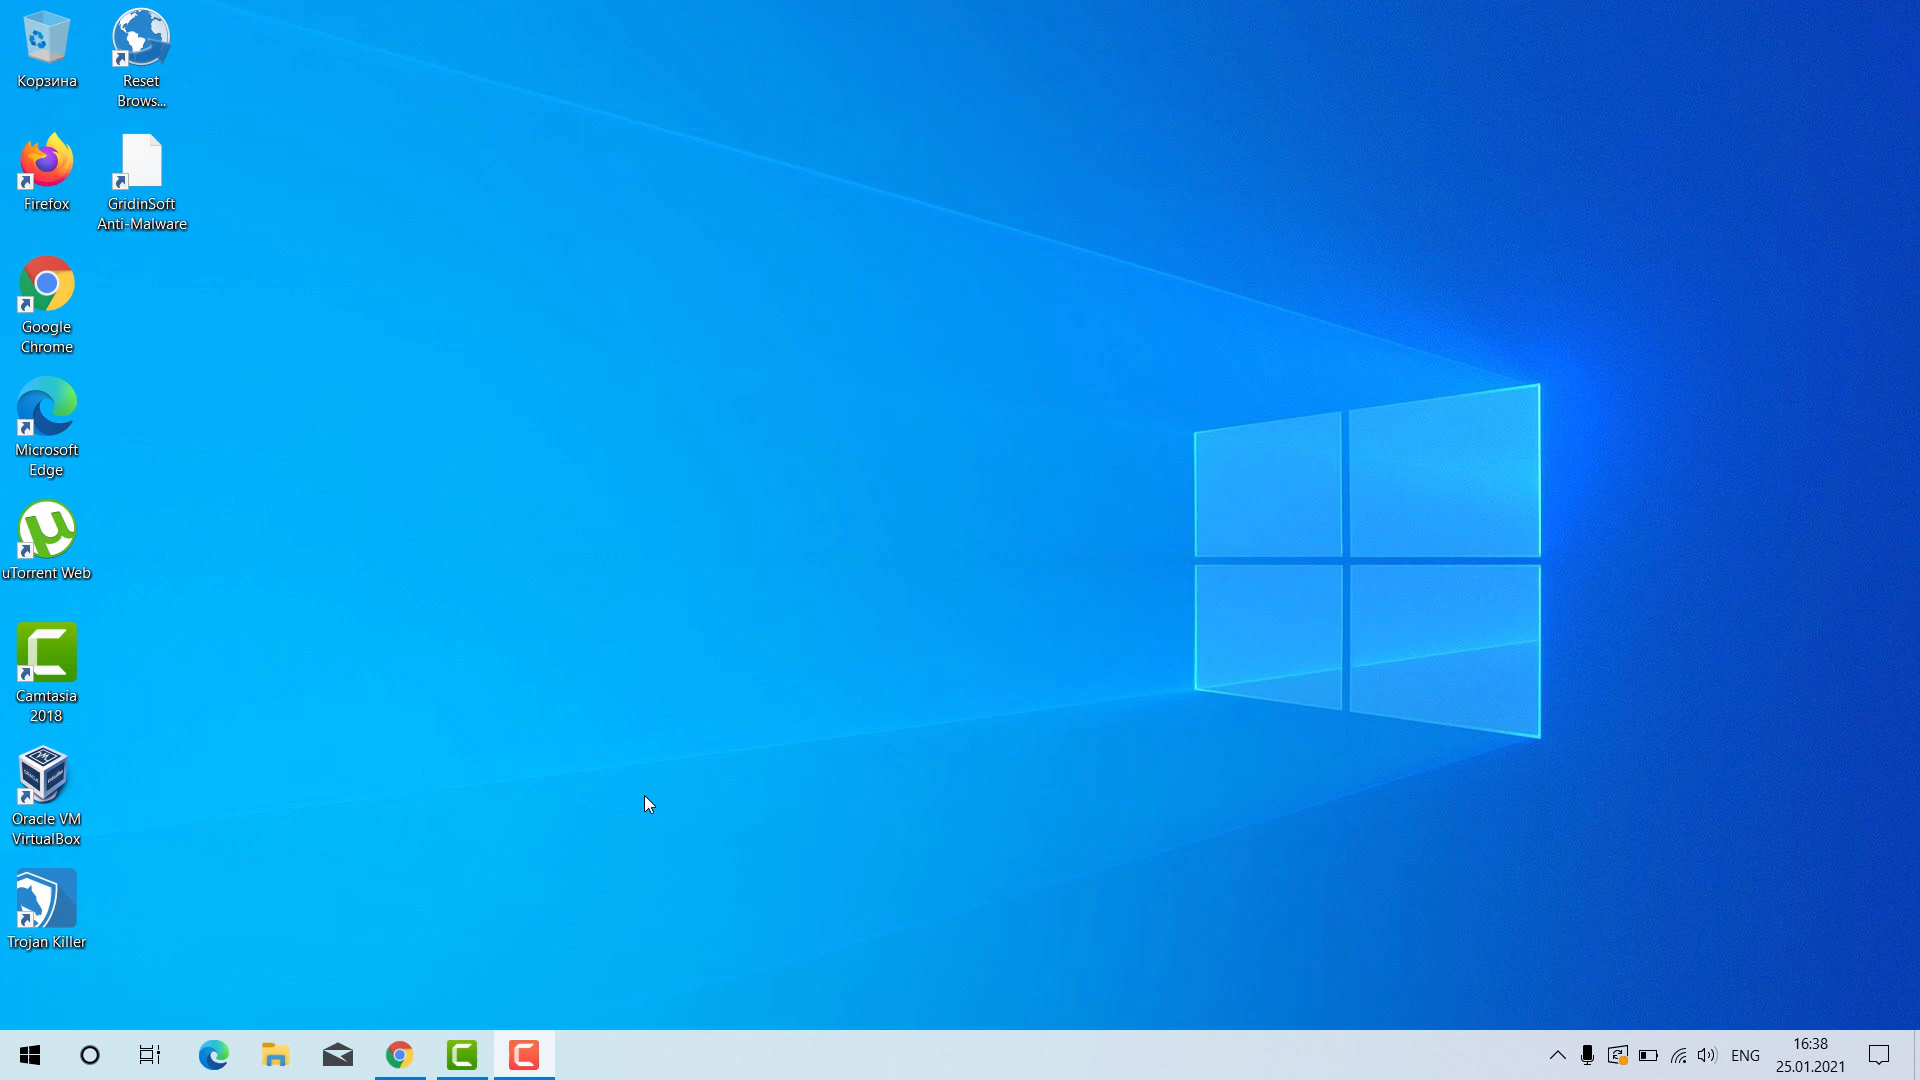 Корзина
Reset
Brows...
Firefox
GridinSoft
Anti-Malware
Google
Chrome
Microsoft
Edge
uTorrent Web
Camtasia
2018
Oracle VM
VirtualBox
Trojan Killer
ENG
16:38
25.01.2021